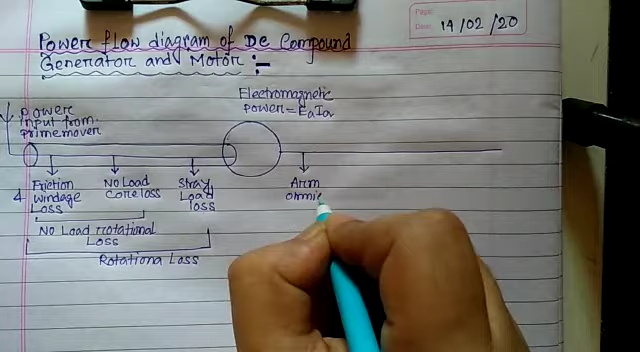 Page:
Date: 14/02/20
Power flow diagram of Dc Compound
Generator and Motor :-
Electromagnetic
power = EaIa
Power
input from
primemover
Friction
windage
Loss
No Load
core loss
Stray
Load
loss
Arm
ohmic
4
No Load rotational
Loss
Rotationa Loss